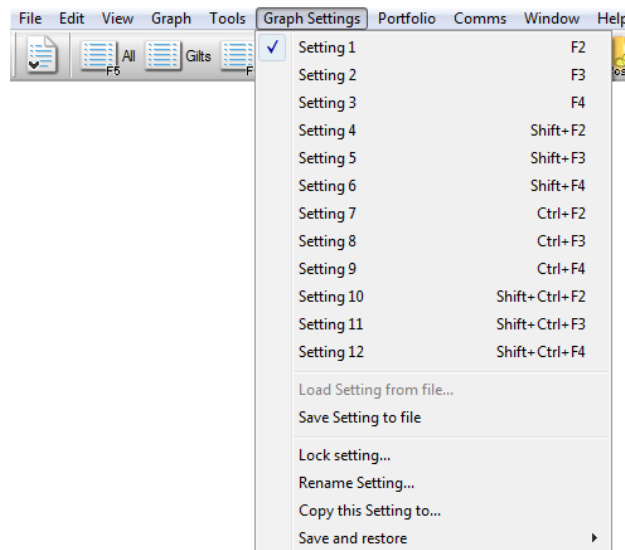 File Edit View Graph Tools Graph Settings Portfolio Comms Window Help
All Gilts
F5 F
✓ Setting 1 F2
Setting 2 F3
Setting 3 F4
Setting 4 Shift+F2
Setting 5 Shift+F3
Setting 6 Shift+F4
Setting 7 Ctrl+F2
Setting 8 Ctrl+F3
Setting 9 Ctrl+F4
Setting 10 Shift+Ctrl+F2
Setting 11 Shift+Ctrl+F3
Setting 12 Shift+Ctrl+F4
Load Setting from file...
Save Setting to file
Lock setting...
Rename Setting...
Copy this Setting to...
Save and restore